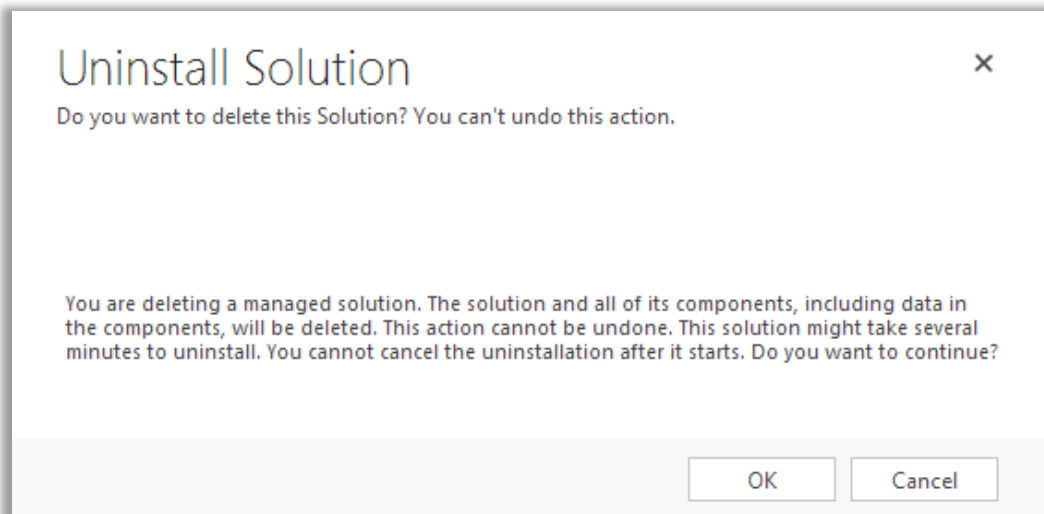 Uninstall Solution
Do you want to delete this Solution? You can't undo this action.
You are deleting a managed solution. The solution and all of its components, including data in
the components, will be deleted. This action cannot be undone. This solution might take several
minutes to uninstall. You cannot cancel the uninstallation after it starts. Do you want to continue?
OK
Cancel